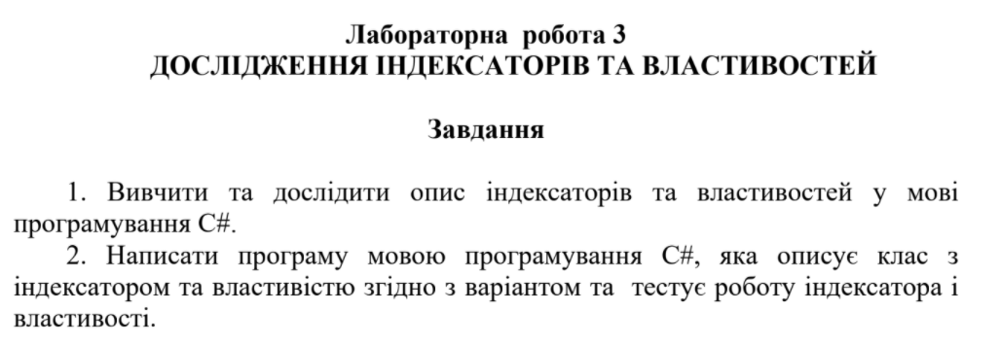 Лабораторна робота 3
ДОСЛІДЖЕННЯ ІНДЕКСАТОРІВ ТА ВЛАСТИВОСТЕЙ
Завдання
1. Вивчити та дослідити опис індексаторів та властивостей у мові
програмування C#.
2. Написати програму мовою програмування C#, яка описує клас з
індексатором та властивістю згідно з варіантом та тестує роботу індексатора і
властивості.